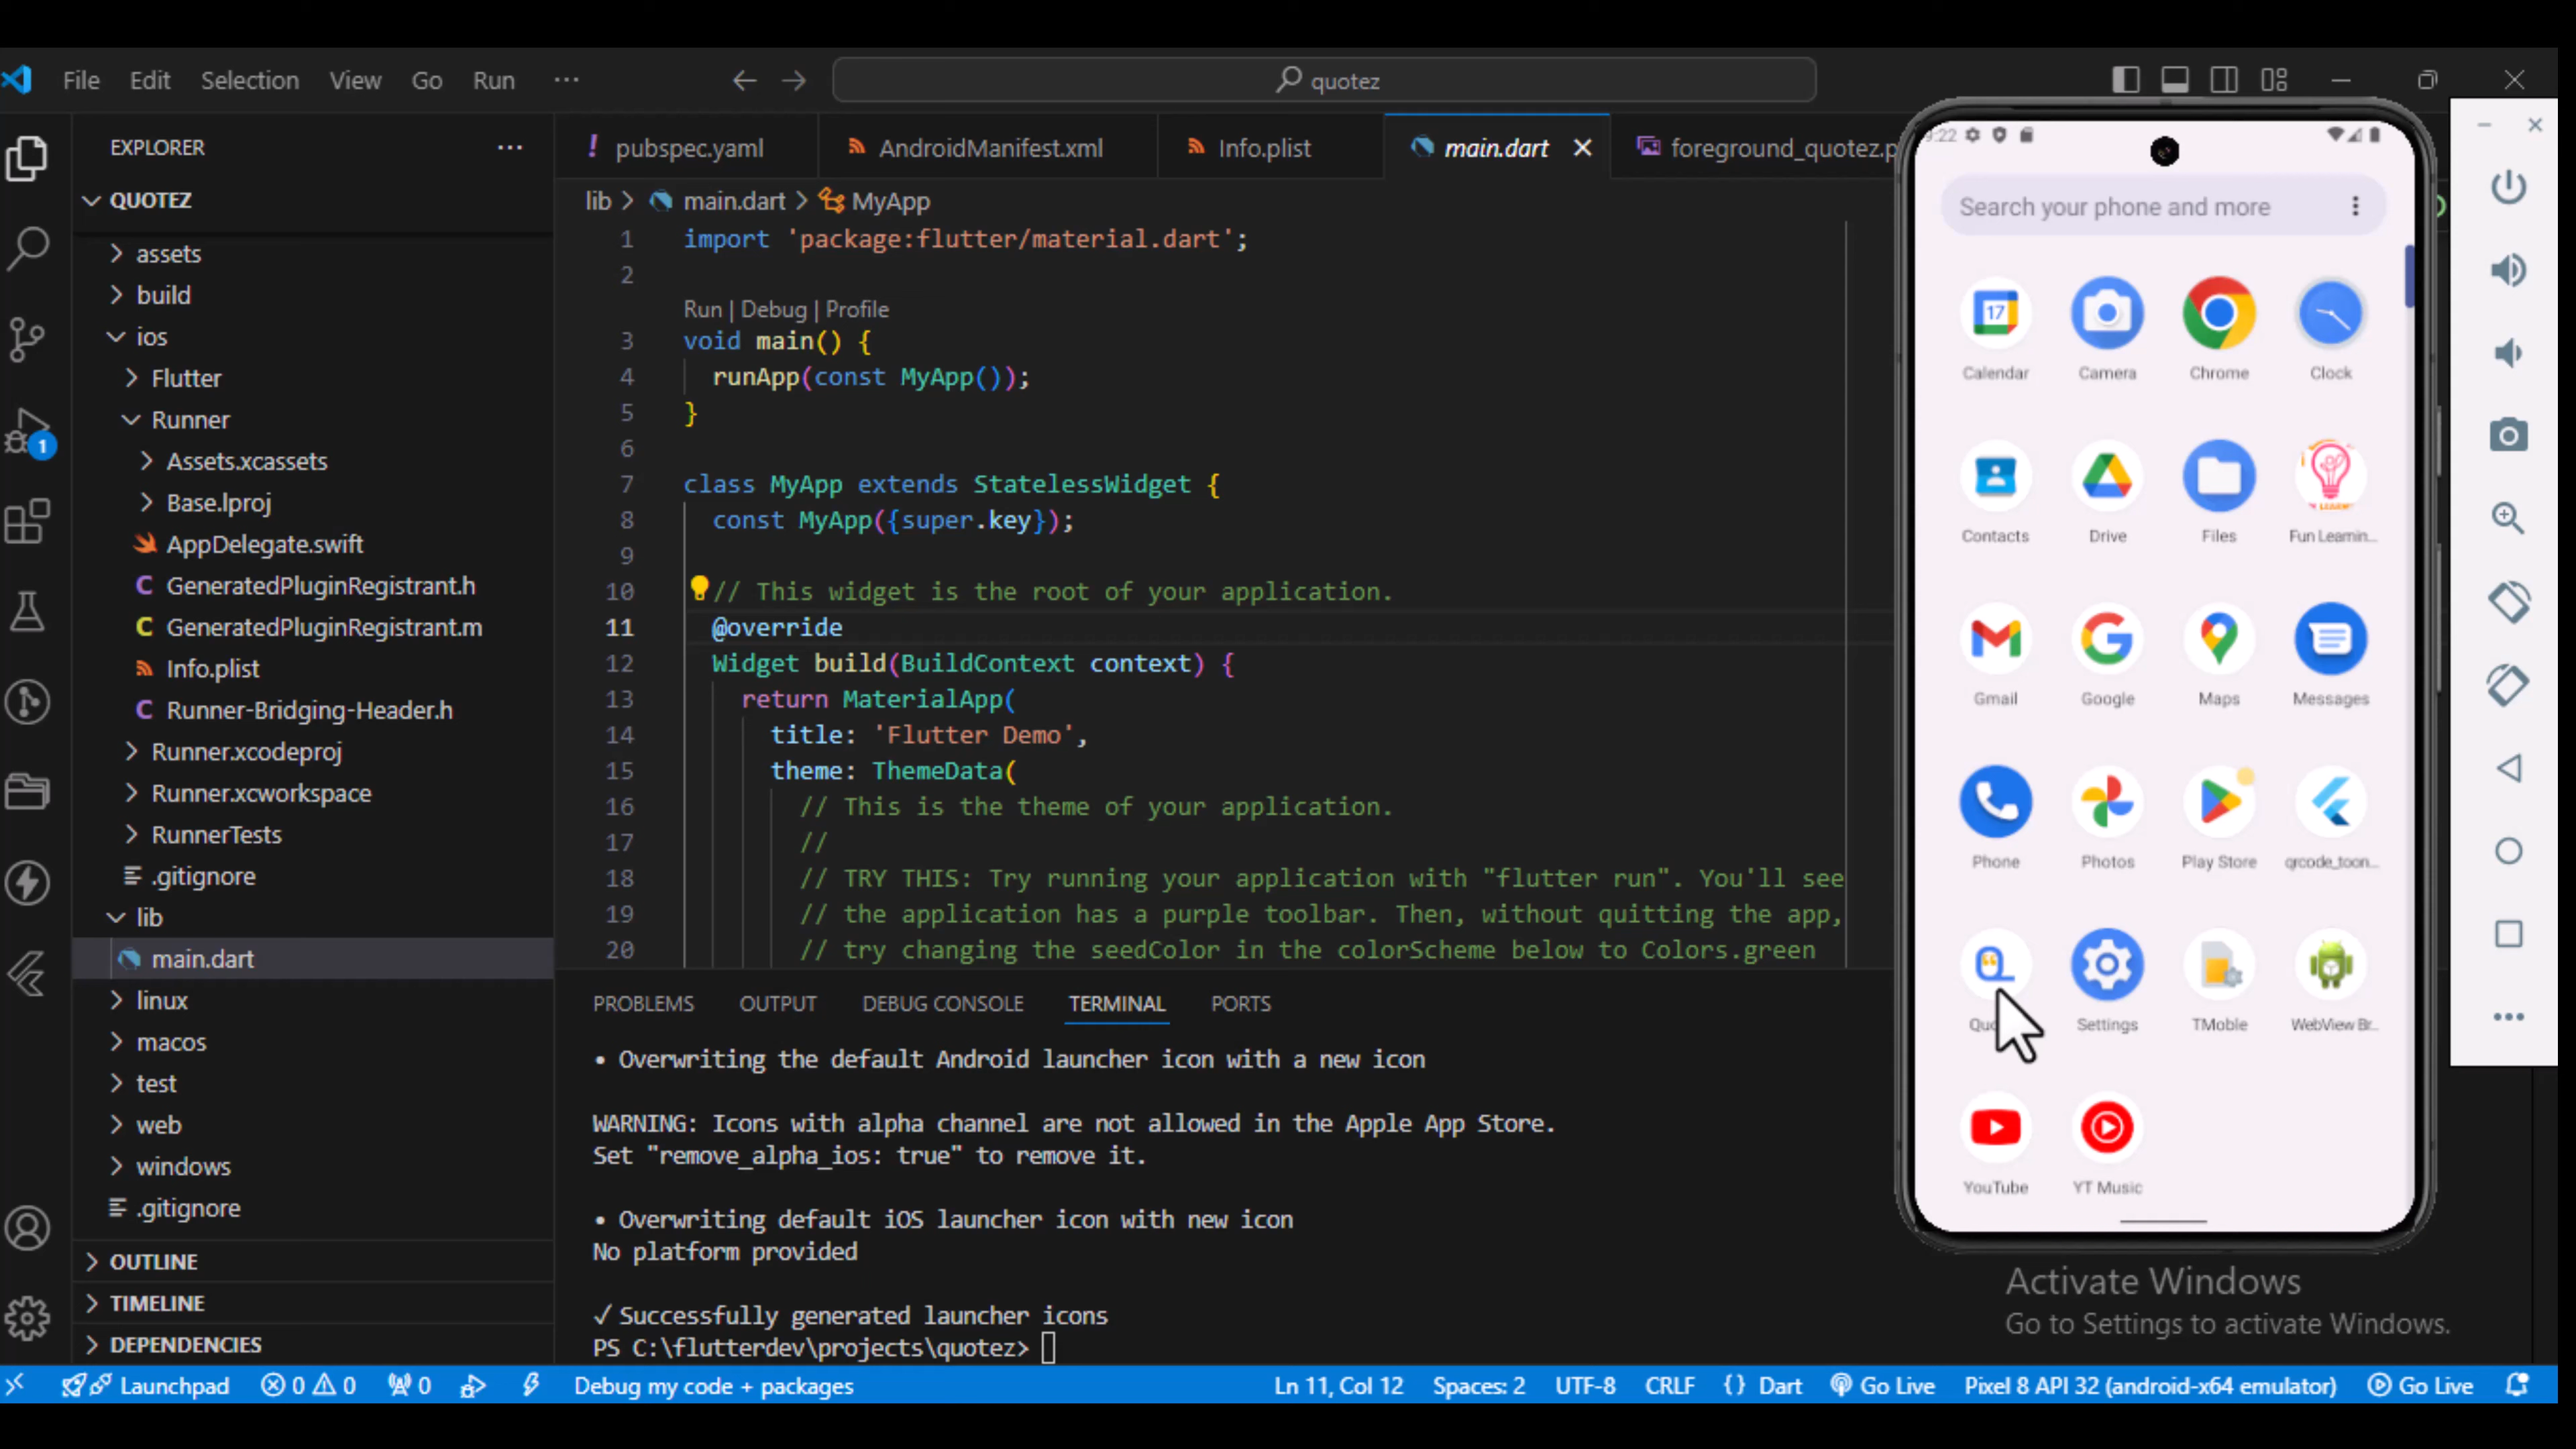 File Edit Selection View Go Run ···
quotez
EXPLORER ···
QUOTEZ
assets
build
ios
Flutter
Runner
Assets.xcassets
Base.lproj
AppDelegate.swift
C GeneratedPluginRegistrant.h
C GeneratedPluginRegistrant.m
Info.plist
C Runner-Bridging-Header.h
Runner.xcodeproj
Runner.xcworkspace
RunnerTests
.gitignore
lib
main.dart
linux
macos
test
web
windows
.gitignore
OUTLINE
TIMELINE
DEPENDENCIES
1
! pubspec.yaml AndroidManifest.xml Info.plist main.dart foreground_quotez.p
lib > main.dart > MyApp
1 import 'package:flutter/material.dart';
2
Run | Debug | Profile
3 void main() {
4 runApp(const MyApp());
5 }
6
7 class MyApp extends StatelessWidget {
8 const MyApp({super.key});
9
10 // This widget is the root of your application.
11 @override
12 Widget build(BuildContext context) {
13 return MaterialApp(
14 title: 'Flutter Demo',
15 theme: ThemeData(
16 // This is the theme of your application.
17 //
18 // TRY THIS: Try running your application with "flutter run". You'll see
19 // the application has a purple toolbar. Then, without quitting the app,
20 // try changing the seedColor in the colorScheme below to Colors.green
PROBLEMS OUTPUT DEBUG CONSOLE TERMINAL PORTS
• Overwriting the default Android launcher icon with a new icon
WARNING: Icons with alpha channel are not allowed in the Apple App Store.
Set "remove_alpha_ios: true" to remove it.
• Overwriting default iOS launcher icon with new icon
No platform provided
✓ Successfully generated launcher icons
PS C:\flutterdev\projects\quotez>
9:22
Search your phone and more
17
Calendar Camera Chrome Clock
Contacts Drive Files Fun Learnin...
Gmail Google Maps Messages
Phone Photos Play Store qrcode_toon...
Settings TMoble WebView Br...
YouTube YT Music
Activate Windows
Go to Settings to activate Windows.
Launchpad 0 0 0 Debug my code + packages Ln 11, Col 12 Spaces: 2 UTF-8 CRLF {} Dart Go Live Pixel 8 API 32 (android-x64 emulator) Go Live